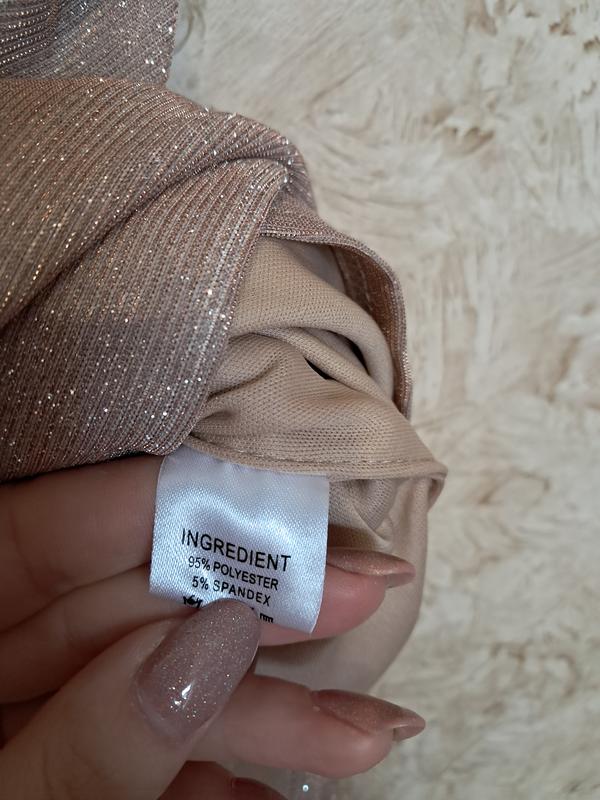 INGREDIENT
95% POLYESTER
5% SPANDEX